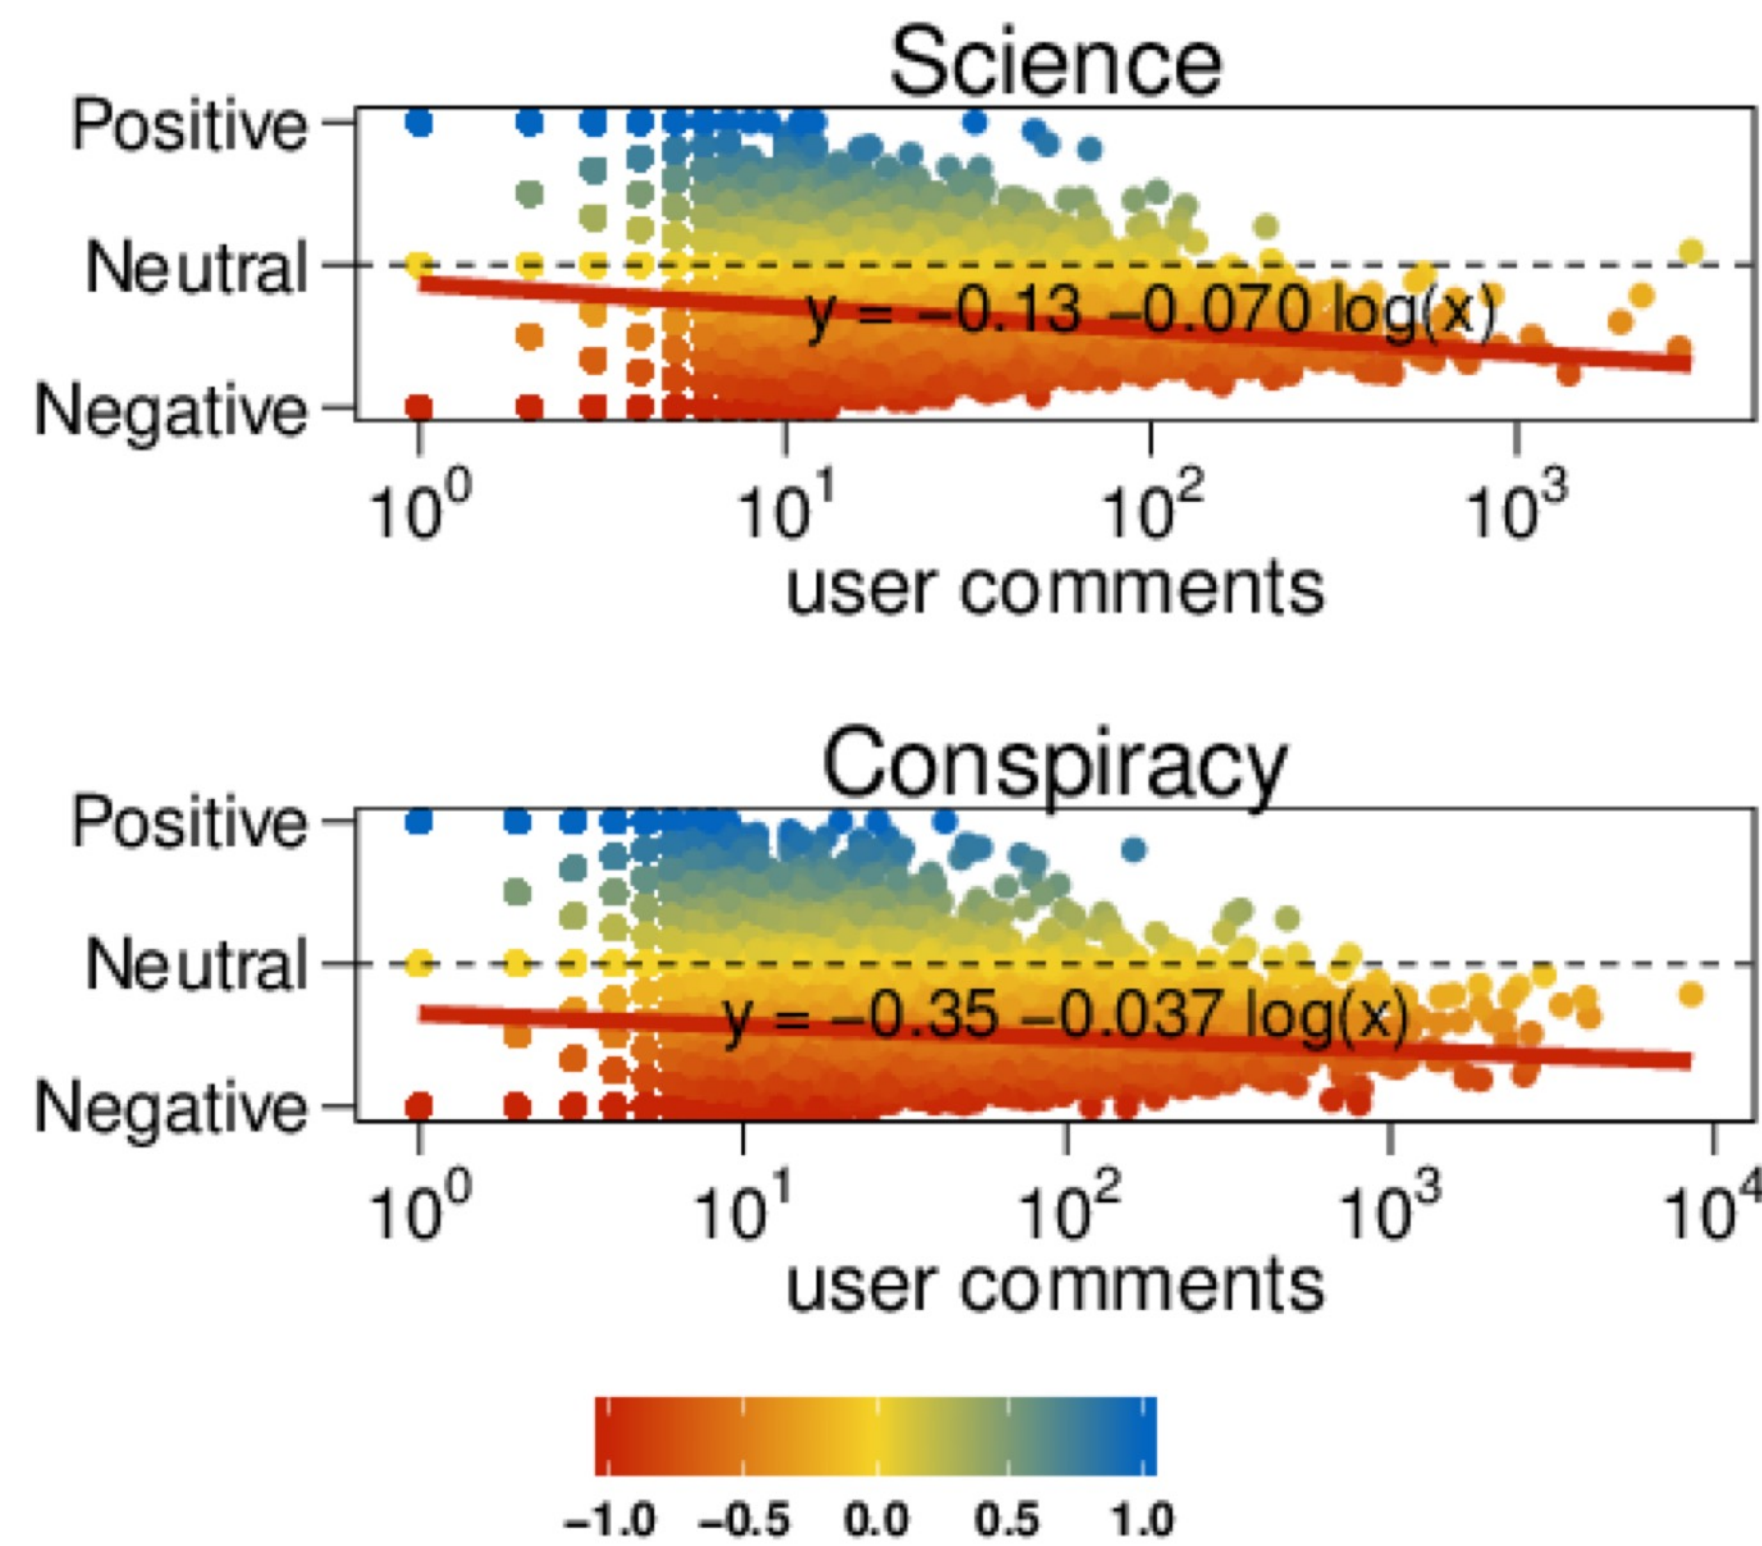 Science
Positive
Neutral
Negative
y = −0.13 −0.070 log(x)
10^0 10^1 10^2 10^3
user comments
Conspiracy
Positive
Neutral
Negative
y = −0.35 −0.037 log(x)
10^0 10^1 10^2 10^3 10^4
user comments
−1.0 −0.5 0.0 0.5 1.0